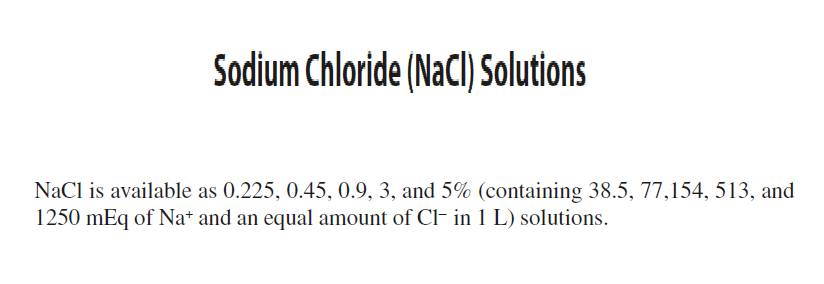 Sodium Chloride (NaCl) Solutions
NaCl is available as 0.225, 0.45, 0.9, 3, and 5% (containing 38.5, 77,154, 513, and
1250 mEq of Na⁺ and an equal amount of Cl⁻ in 1 L) solutions.